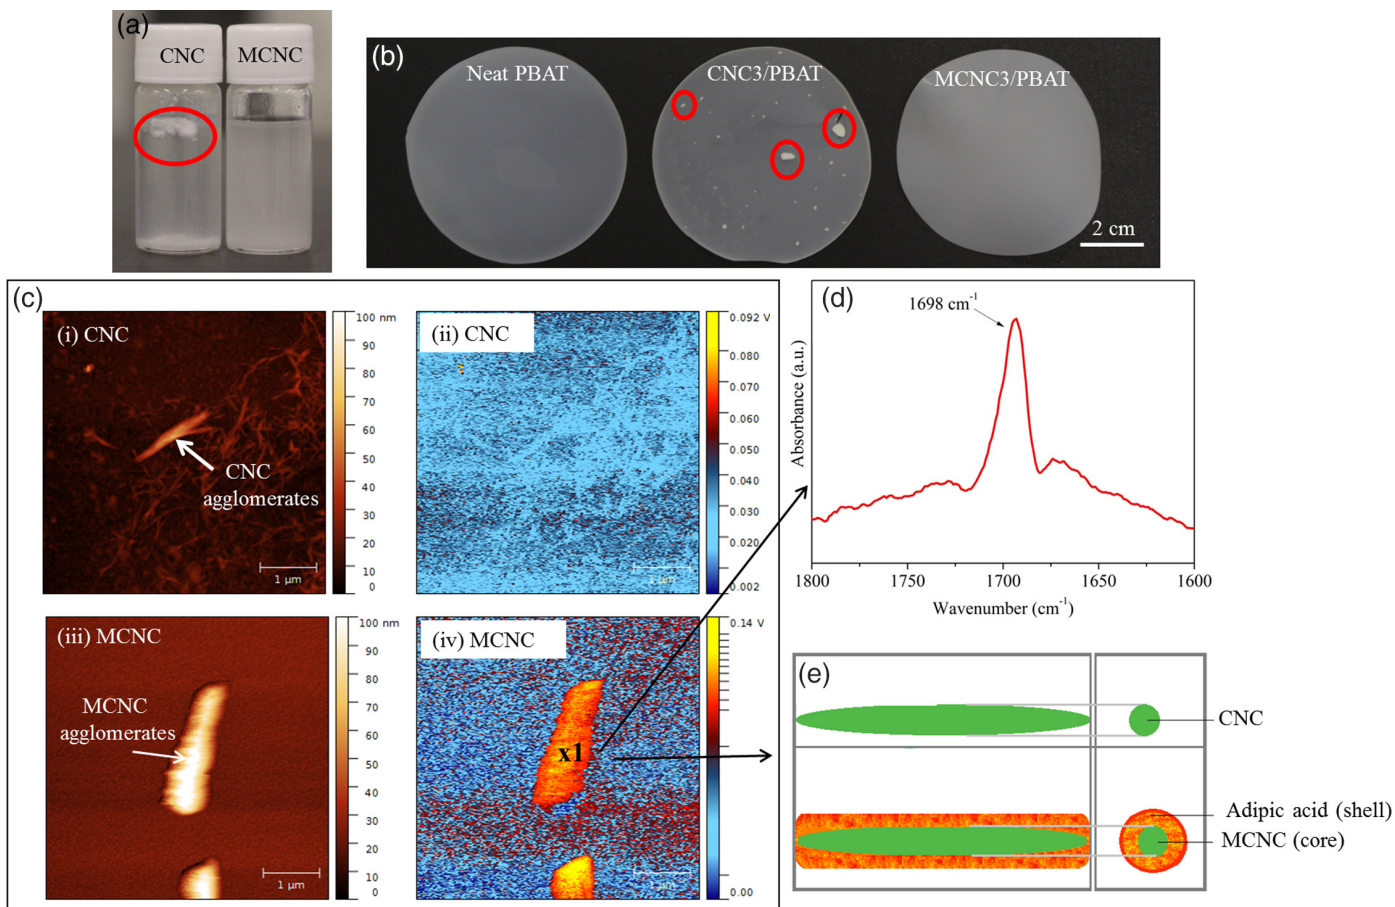 (a)
CNC
MCNC
(b)
Neat PBAT
CNC3/PBAT
MCNC3/PBAT
2 cm
(c)
(i) CNC
CNC
agglomerates
1 μm
100 nm
90
80
70
60
50
40
30
20
10
0
(ii) CNC
1 μm
0.092 V
0.080
0.070
0.060
0.050
0.040
0.030
0.020
0.002
(iii) MCNC
MCNC
agglomerates
1 μm
100 nm
90
80
70
60
50
40
30
20
10
0
(iv) MCNC
x1
1 μm
0.14 V
0.00
(d)
1698 cm⁻¹
Absorbance (a.u.)
1800
1750
1700
1650
1600
Wavenumber (cm⁻¹)
(e)
CNC
Adipic acid (shell)
MCNC (core)